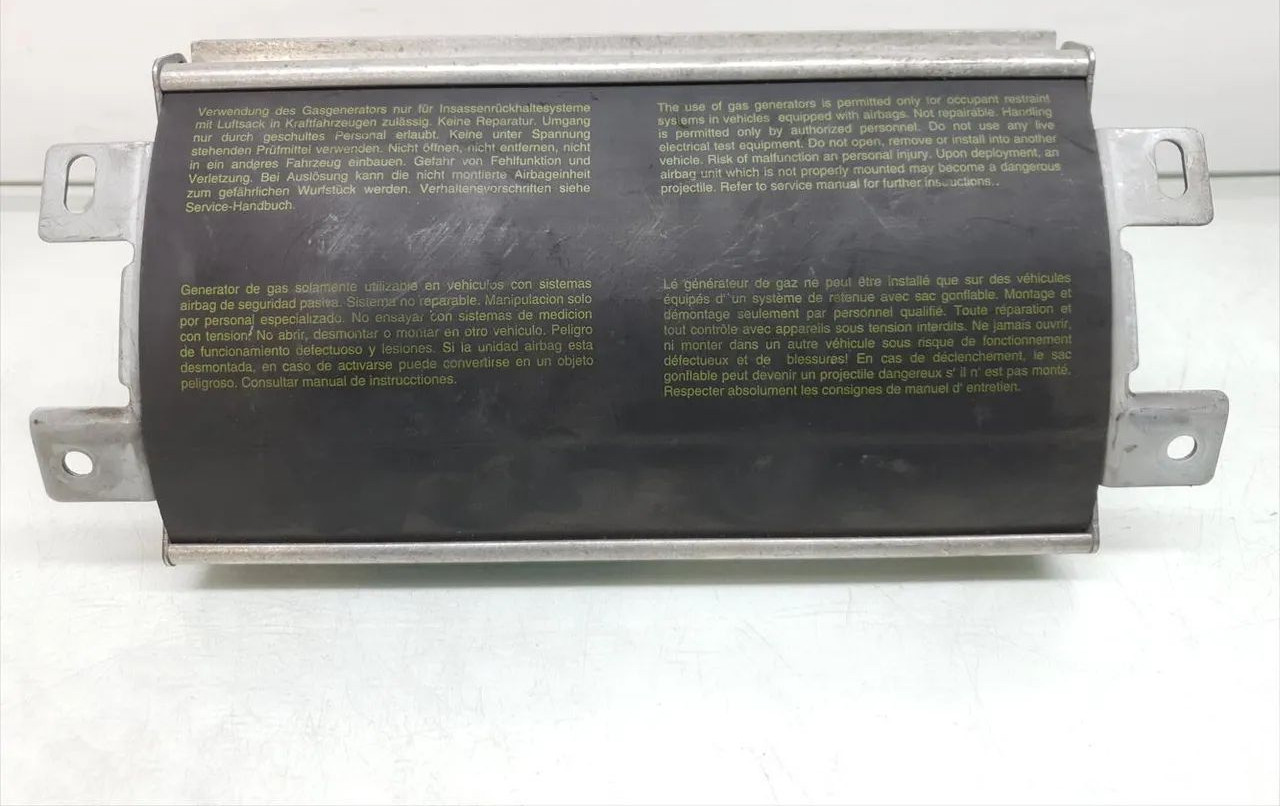 Verwendung des Gasgenerators nur für Insassenrückhaltesysteme
mit Luftsack in Kraftfahrzeugen zulässig. Keine Reparatur. Umgang
nur durch geschultes Personal erlaubt. Keine unter Spannung
stehenden Prüfmittel verwenden. Nicht öffnen, nicht entfernen, nicht
in ein anderes Fahrzeug einbauen. Gefahr von Fehlfunktion und
Verletzung. Bei Auslösung kann die nicht montierte Airbageinheit
zum gefährlichen Wurfstück werden. Verhaltensvorschriften siehe
Service-Handbuch.
The use of gas generators is permitted only for occupant restraint
systems in vehicles equipped with airbags. Not repairable. Handling
is permitted only by authorized personnel. Do not use any live
electrical test equipment. Do not open, remove or install into another
vehicle. Risk of malfunction an personal injury. Upon deployment, an
airbag unit which is not properly mounted may become a dangerous
projectile. Refer to service manual for further instructions..
Generator de gas solamente utilizable en vehiculos con sistemas
airbag de seguridad pasiva. Sistema no reparable. Manipulacion solo
por personal especializado. No ensayar con sistemas de medicion
con tension! No abrir, desmontar o montar en otro vehiculo. Peligro
de funcionamiento defectuoso y lesiones. Si la unidad airbag esta
desmontada, en caso de activarse puede convertirse en un objeto
peligroso. Consultar manual de instrucctiones.
Lé générateur de gaz ne peut être installé que sur des véhicules
équipés d'un système de retenue avec sac gonflable. Montage et
démontage seulement par personnel qualifié. Toute réparation et
tout contrôle avec appareils sous tension interdits. Ne jamais ouvrir,
ni monter dans un autre véhicule sous risque de fonctionnement
défectueux et de blessures! En cas de déclenchement, le sac
gonflable peut devenir un projectile dangereux s' il n' est pas monté.
Respecter absolument les consignes de manuel d' entretien.